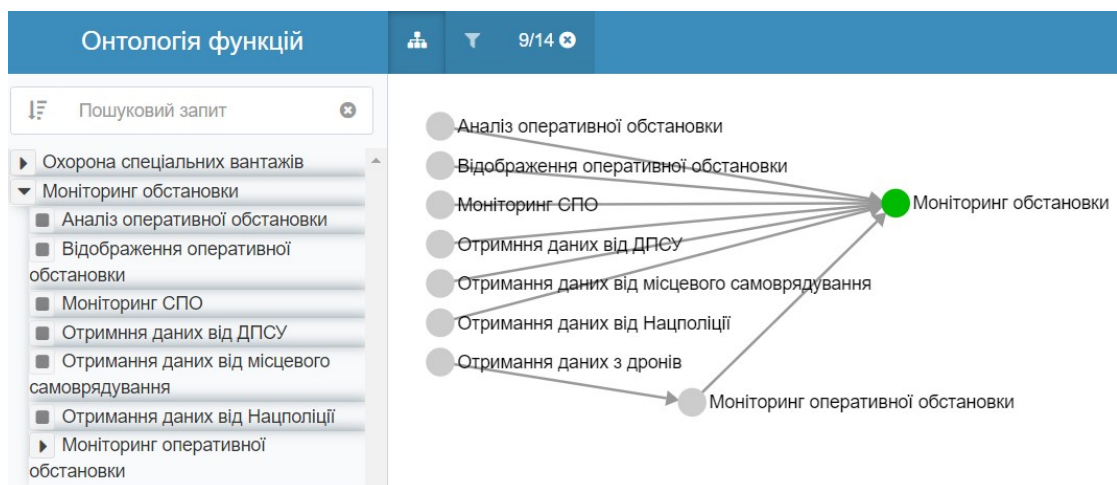 Онтологія функцій
9/14
Пошуковий запит
Охорона спеціальних вантажів
Моніторинг обстановки
Аналіз оперативної обстановки
Відображення оперативної
обстановки
Моніторинг СПО
Отримння даних від ДПСУ
Отримання даних від місцевого
самоврядування
Отримання даних від Нацполіції
Моніторинг оперативної
обстановки
Аналіз оперативної обстановки
Відображення оперативної обстановки
Моніторинг СПО
Отримння даних від ДПСУ
Отримання даних від місцевого самоврядування
Отримання даних від Нацполіції
Отримання даних з дронів
Моніторинг обстановки
Моніторинг оперативної обстановки